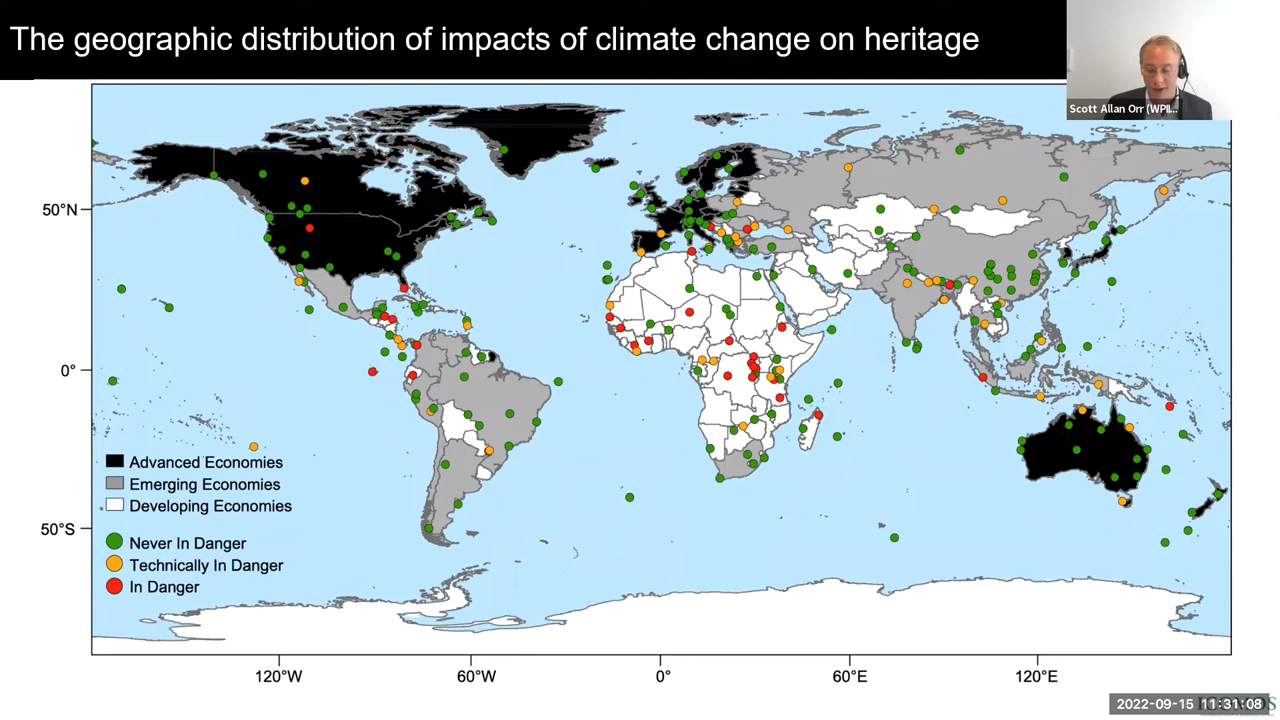 The geographic distribution of impacts of climate change on heritage
Scott Allan Orr (WPIL...
50°N
0°
50°S
Advanced Economies
Emerging Economies
Developing Economies
Never In Danger
Technically In Danger
In Danger
120°W
60°W
0°
60°E
120°E
2022-09-15 11:31:08